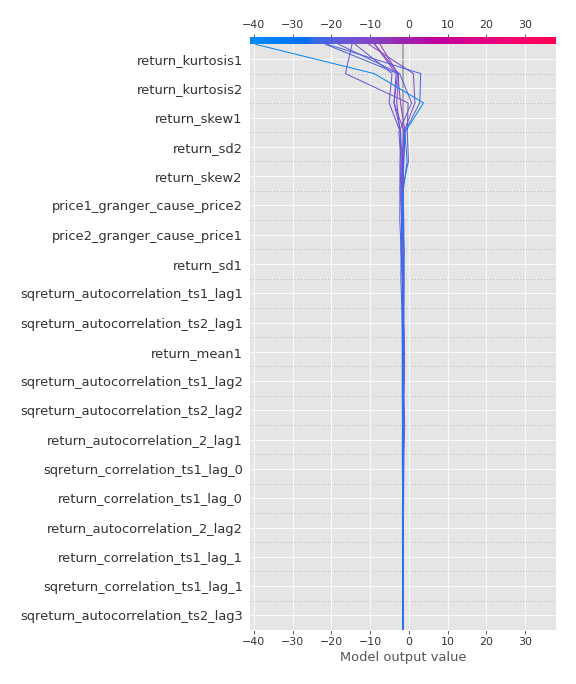 −40 −30 −20 −10 0 10 20 30
return_kurtosis1
return_kurtosis2
return_skew1
return_sd2
return_skew2
price1_granger_cause_price2
price2_granger_cause_price1
return_sd1
sqreturn_autocorrelation_ts1_lag1
sqreturn_autocorrelation_ts2_lag1
return_mean1
sqreturn_autocorrelation_ts1_lag2
sqreturn_autocorrelation_ts2_lag2
return_autocorrelation_2_lag1
sqreturn_correlation_ts1_lag_0
return_correlation_ts1_lag_0
return_autocorrelation_2_lag2
return_correlation_ts1_lag_1
sqreturn_correlation_ts1_lag_1
sqreturn_autocorrelation_ts2_lag3
−40 −30 −20 −10 0 10 20 30
Model output value